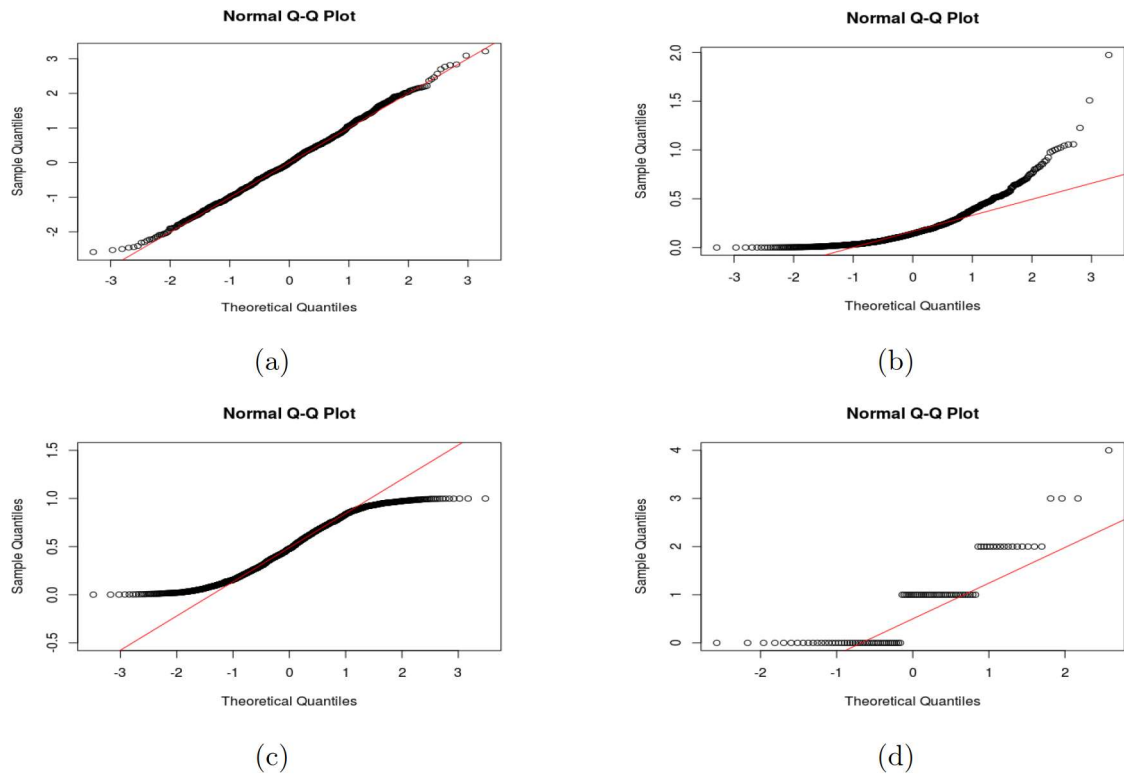 Normal Q-Q Plot
Sample Quantiles
3
2
1
0
-1
-2
-3 -2 -1 0 1 2 3
Theoretical Quantiles
(a)
Normal Q-Q Plot
Sample Quantiles
2.0
1.5
1.0
0.5
0.0
-3 -2 -1 0 1 2 3
Theoretical Quantiles
(b)
Normal Q-Q Plot
Sample Quantiles
1.5
1.0
0.5
0.0
-0.5
-3 -2 -1 0 1 2 3
Theoretical Quantiles
(c)
Normal Q-Q Plot
Sample Quantiles
4
3
2
1
0
-2 -1 0 1 2
Theoretical Quantiles
(d)